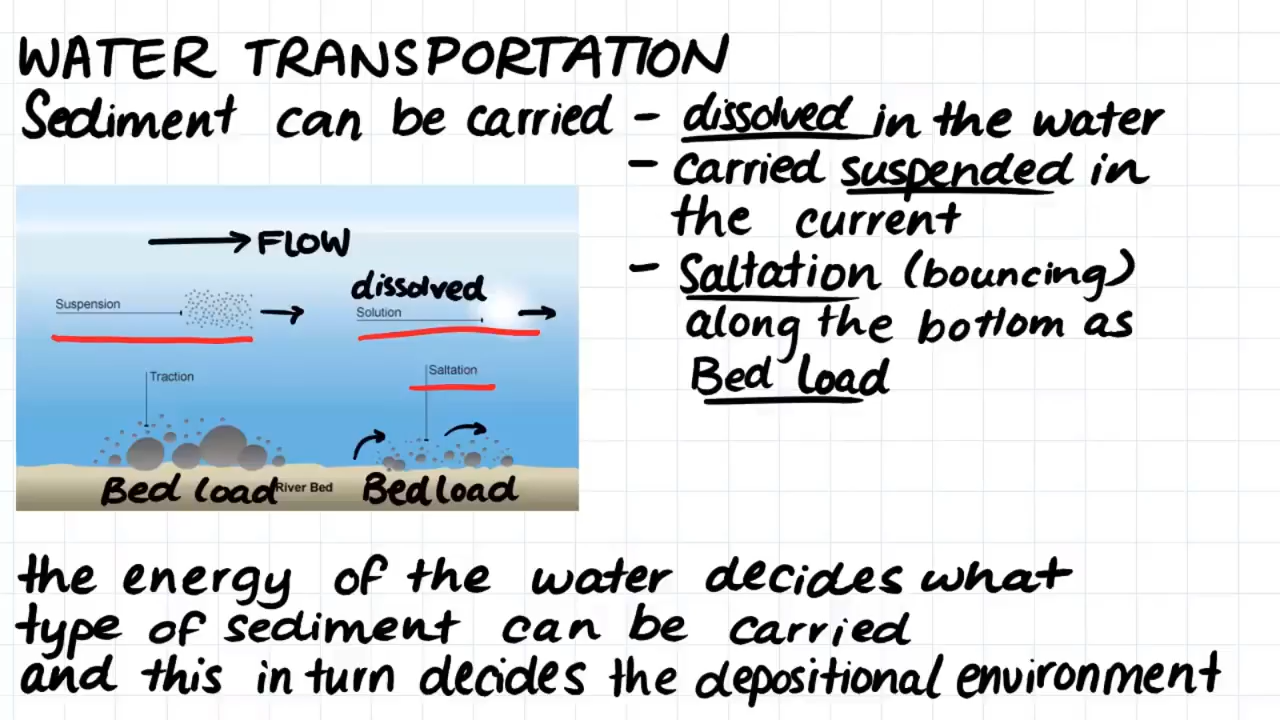 WATER TRANSPORTATION
Sediment can be carried - dissolved in the water
- carried suspended in
the current
- Saltation (bouncing)
along the bottom as
Bed load
FLOW
Suspension
dissolved
Solution
Traction
Saltation
Bed load
River Bed
Bed load
the energy of the water decides what
type of sediment can be carried
and this in turn decides the depositional environment